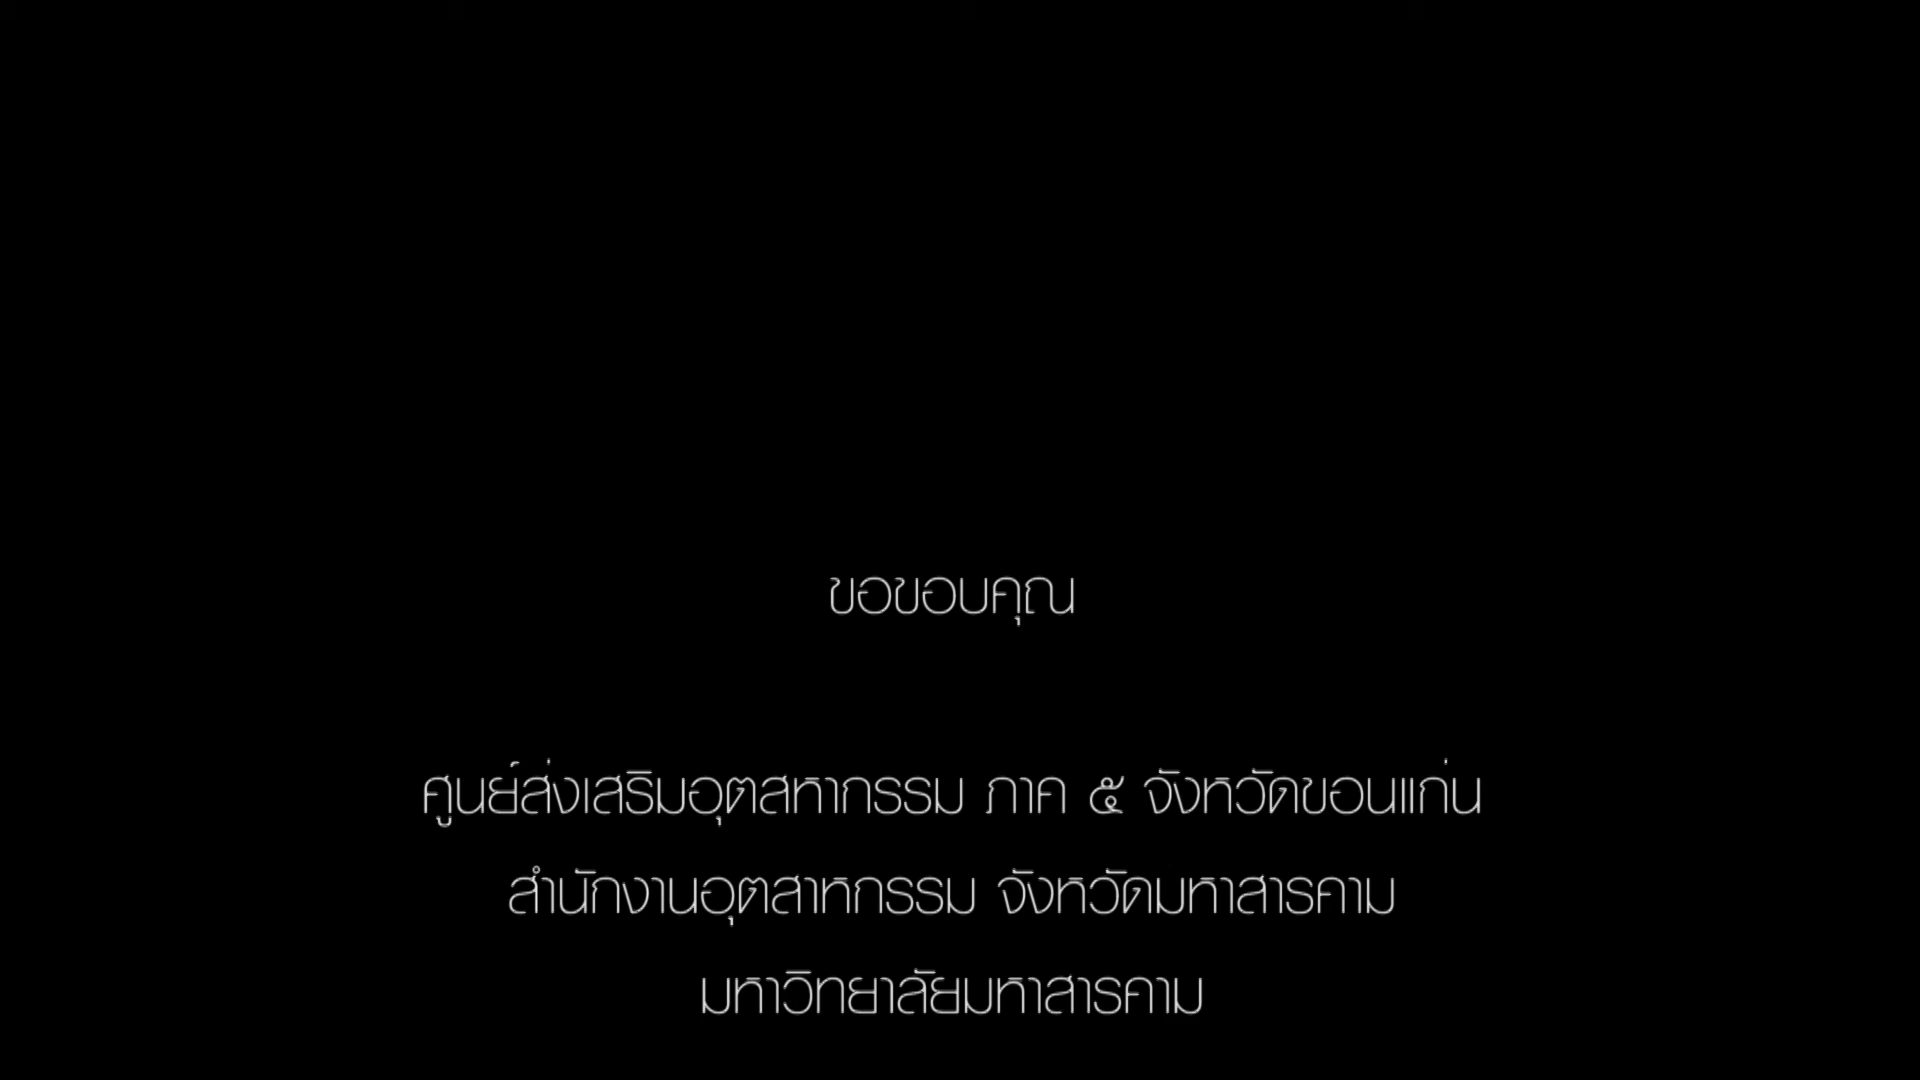 ขอขอบคุณ
ศูนย์ส่งเสริมอุตสหากรรม ภาค ๕ จังหวัดขอนแก่น
สำนักงานอุตสาหกรรม จังหวัดมหาสารคาม
มหาวิทยาลัยมหาสารคาม